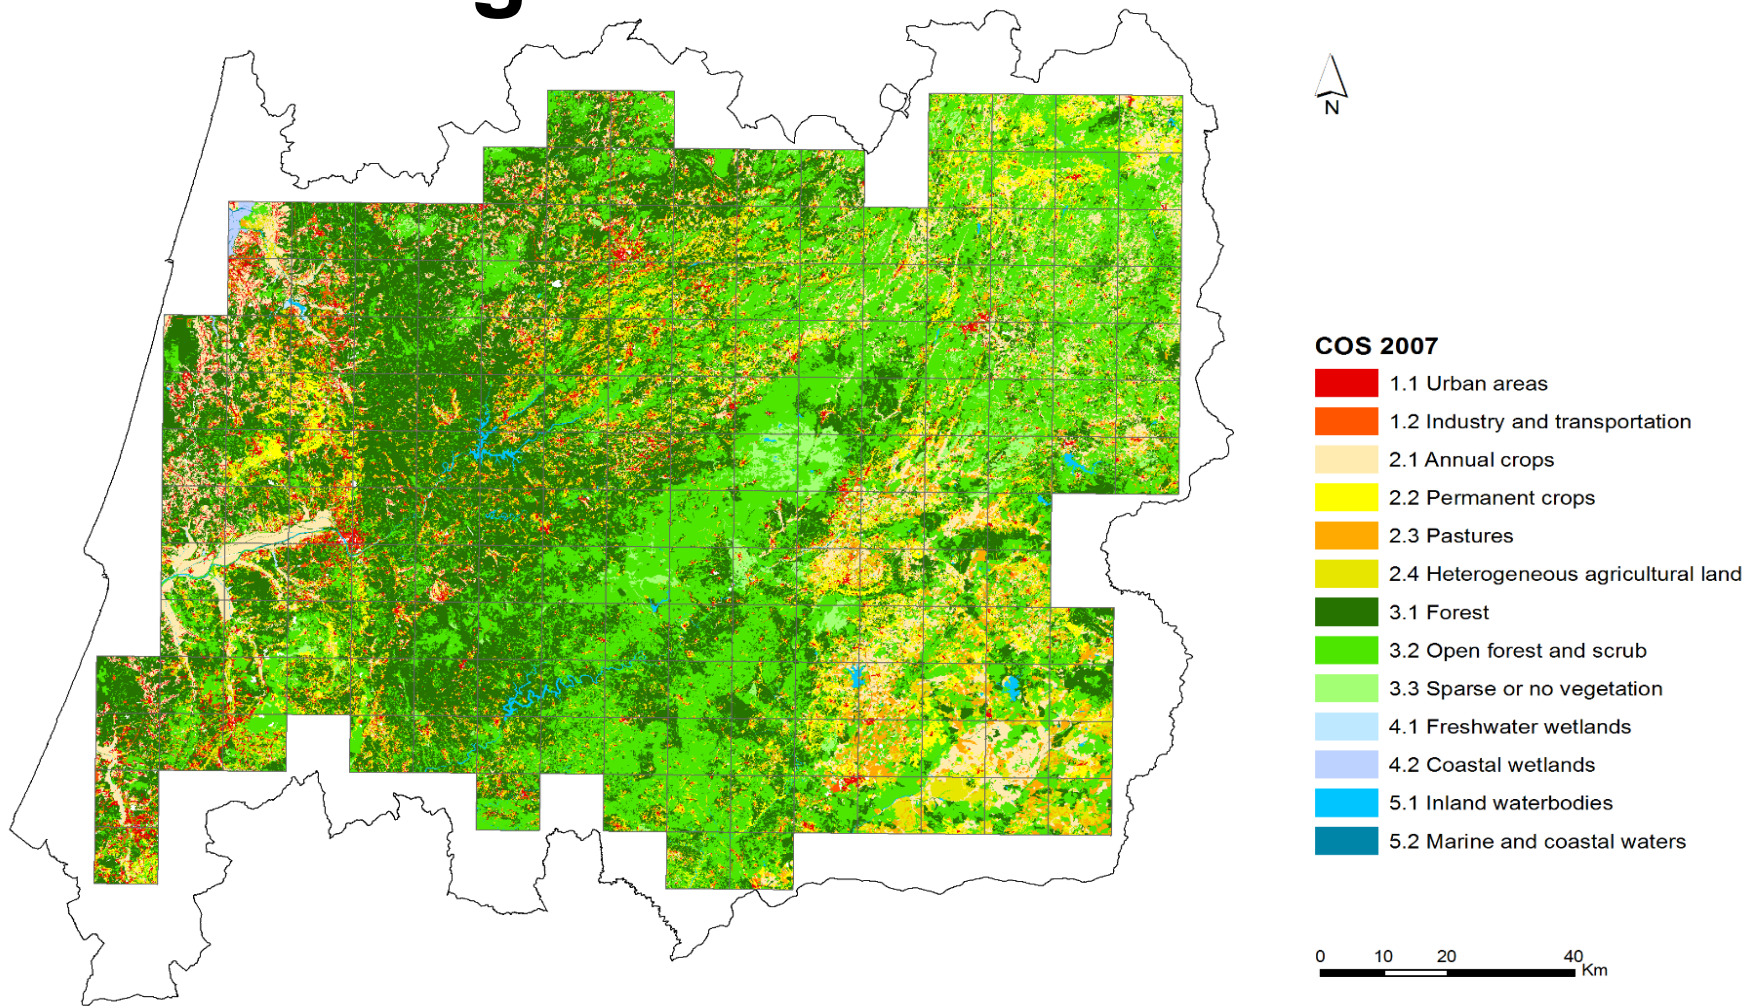 g
N
COS 2007
1.1 Urban areas
1.2 Industry and transportation
2.1 Annual crops
2.2 Permanent crops
2.3 Pastures
2.4 Heterogeneous agricultural land
3.1 Forest
3.2 Open forest and scrub
3.3 Sparse or no vegetation
4.1 Freshwater wetlands
4.2 Coastal wetlands
5.1 Inland waterbodies
5.2 Marine and coastal waters
0 10 20 40
Km